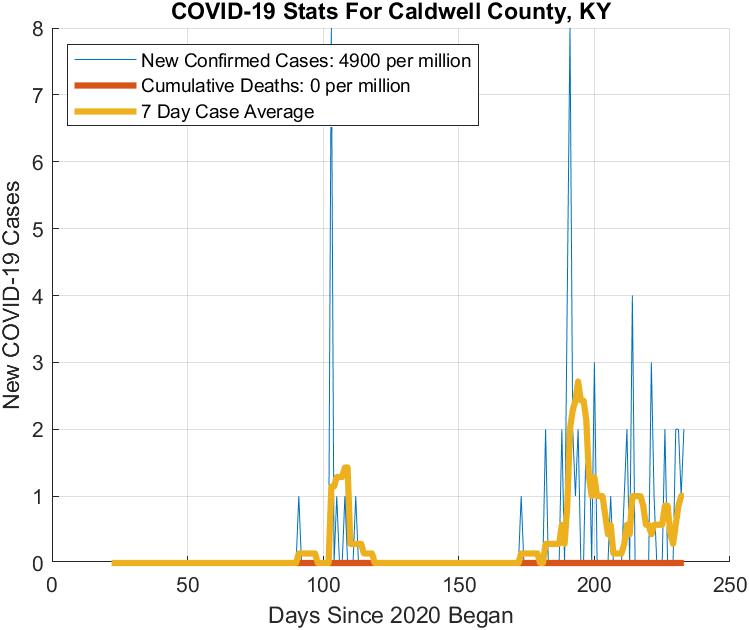 COVID-19 Stats For Caldwell County, KY
New Confirmed Cases: 4900 per million
Cumulative Deaths: 0 per million
7 Day Case Average
New COVID-19 Cases
8
7
6
5
4
3
2
1
0
0 50 100 150 200 250
Days Since 2020 Began